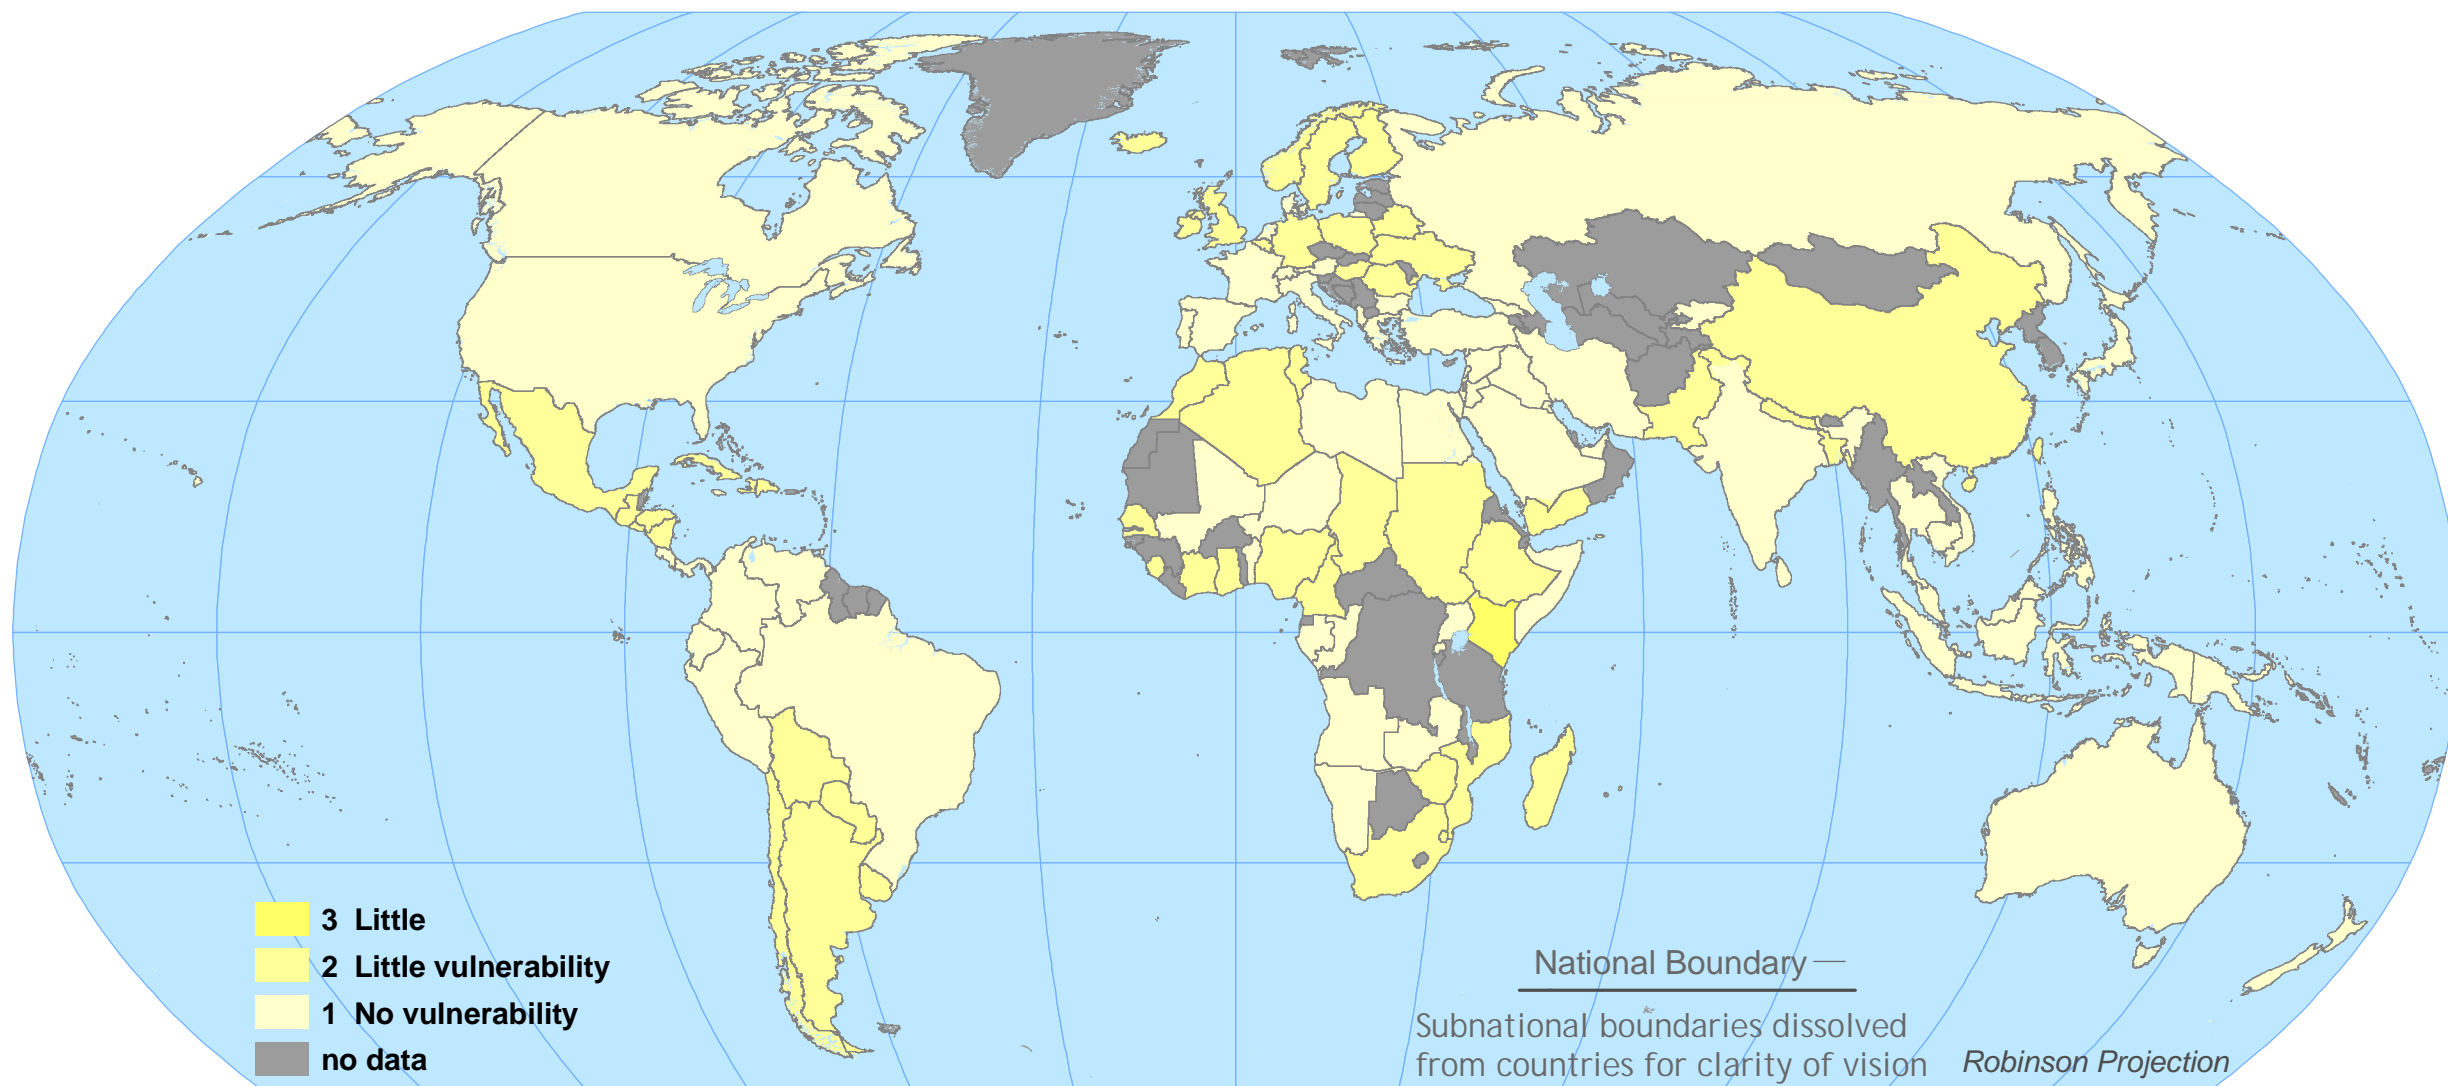 3 Little
2 Little vulnerability
1 No vulnerability
no data
National Boundary
Subnational boundaries dissolved
from countries for clarity of vision
Robinson Projection